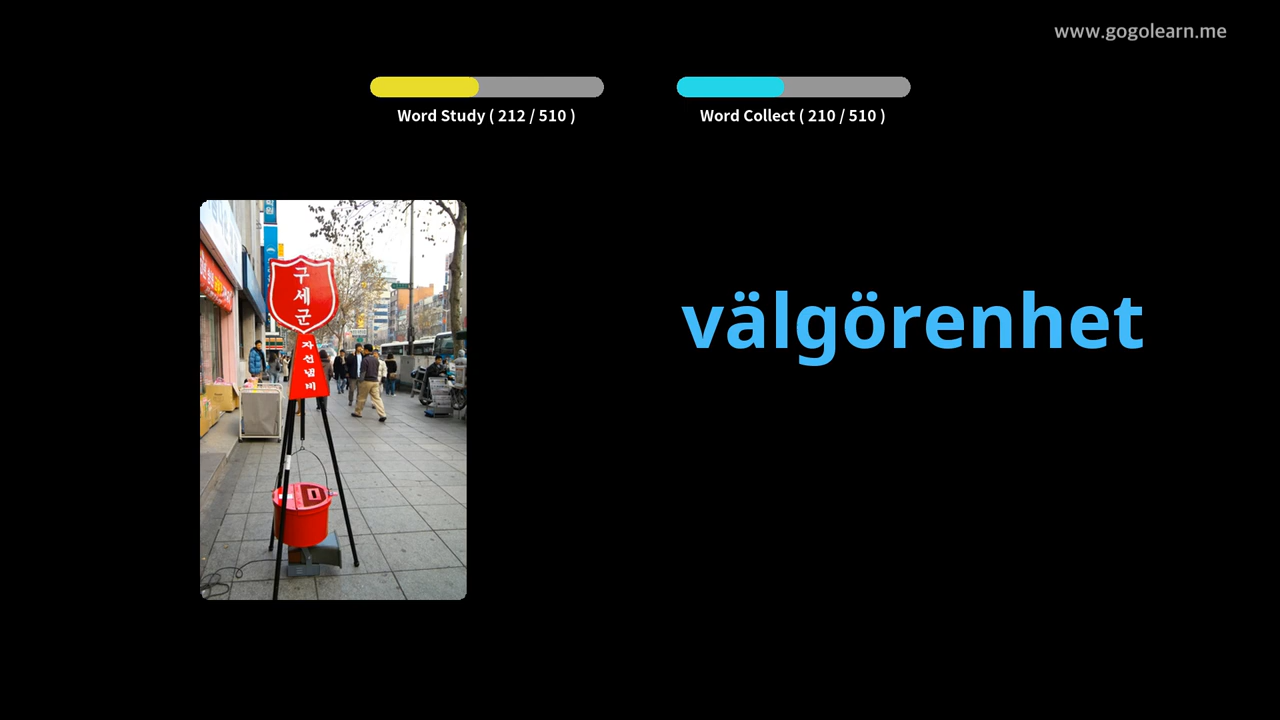 www.gogolearn.me
Word Study ( 212 / 510 )
Word Collect ( 210 / 510 )
välgörenhet
구
세
군
자
선
냄
비